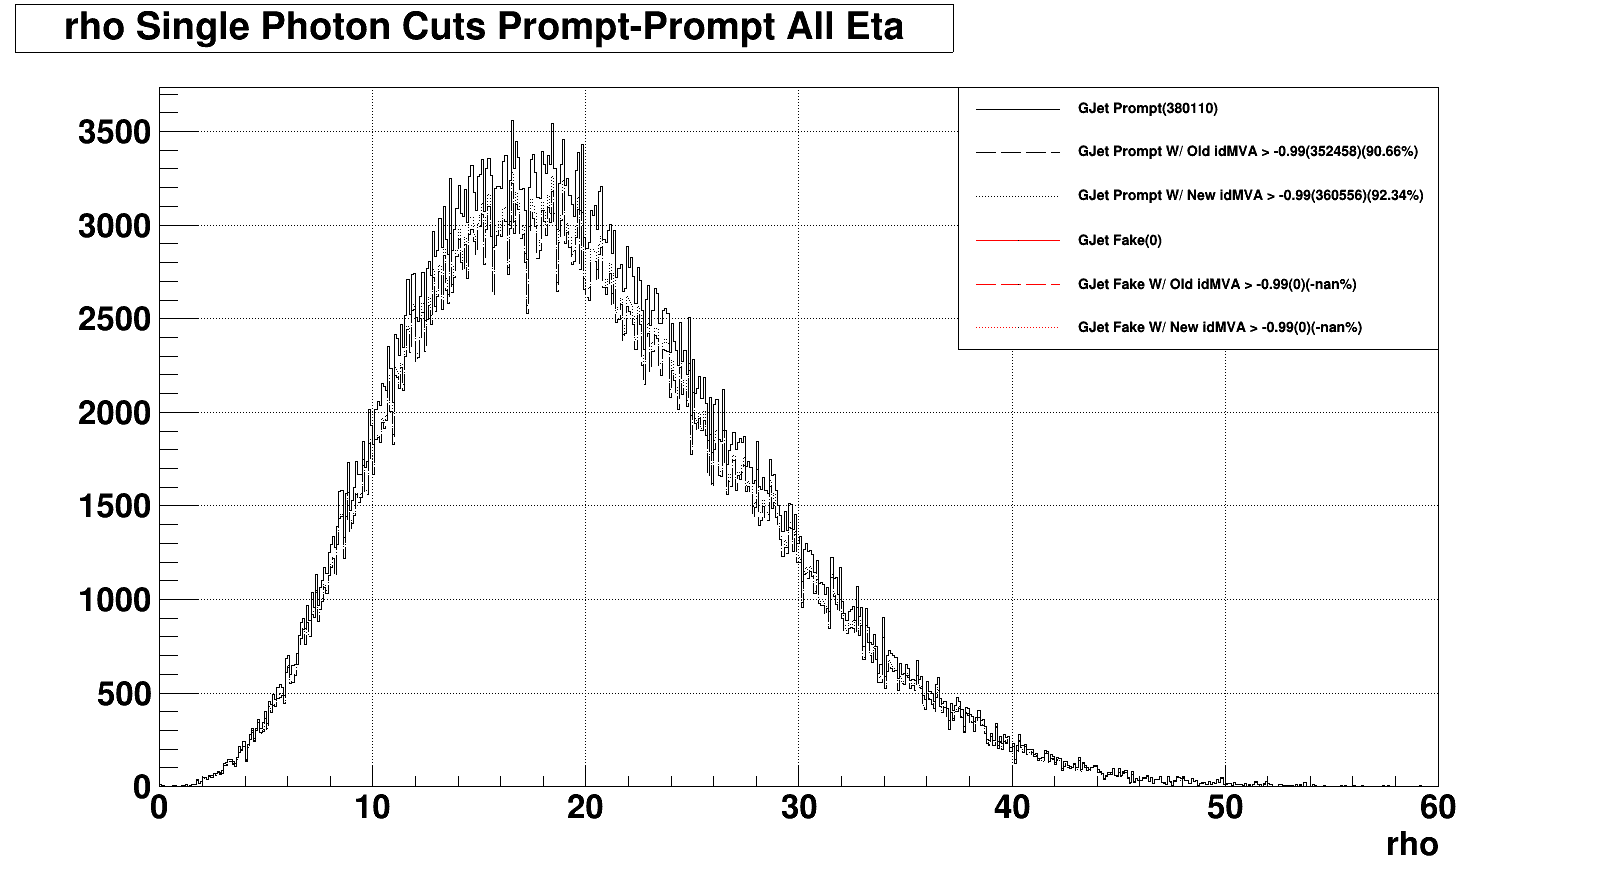 rho Single Photon Cuts Prompt-Prompt All Eta
GJet Prompt(380110)
GJet Prompt W/ Old idMVA > -0.99(352458)(90.66%)
GJet Prompt W/ New idMVA > -0.99(360556)(92.34%)
GJet Fake(0)
GJet Fake W/ Old idMVA > -0.99(0)(-nan%)
GJet Fake W/ New idMVA > -0.99(0)(-nan%)
3500
3000
2500
2000
1500
1000
500
0
0 10 20 30 40 50 60
rho